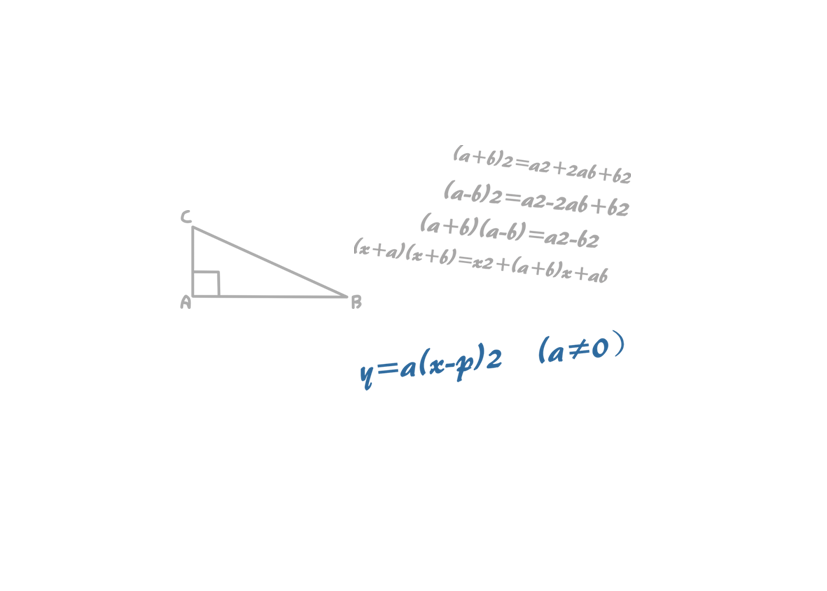 (a+b)2=a2+2ab+b2
(a-b)2=a2-2ab+b2
(a+b)(a-b)=a2-b2
(x+a)(x+b)=x2+(a+b)x+ab
C
A
B
y=a(x-p)2 (a≠0）